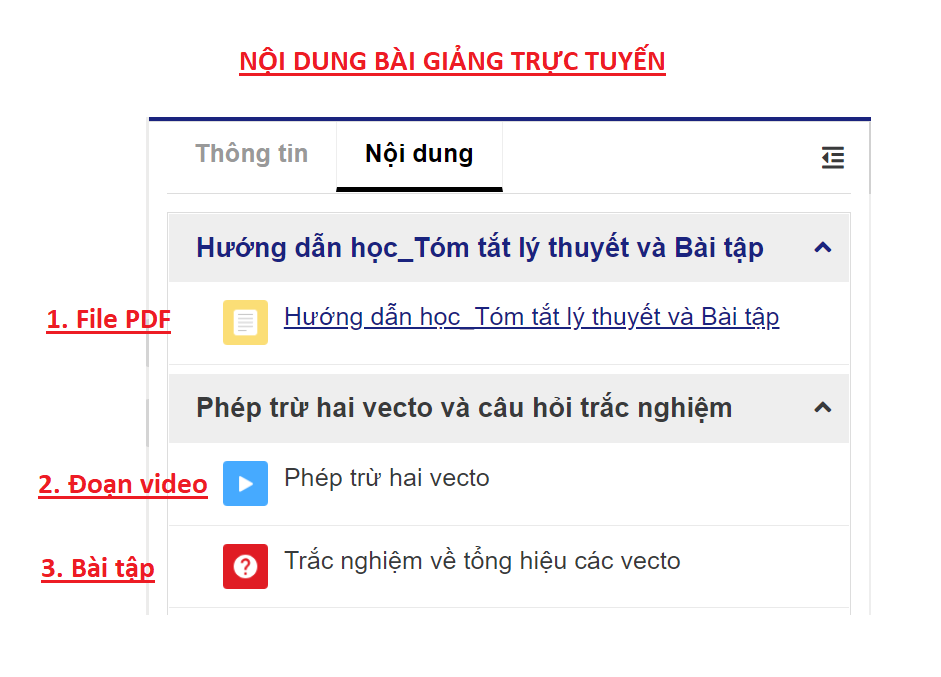 NỘI DUNG BÀI GIẢNG TRỰC TUYẾN
Thông tin
Nội dung
Hướng dẫn học_Tóm tắt lý thuyết và Bài tập
1. File PDF
Hướng dẫn học_Tóm tắt lý thuyết và Bài tập
Phép trừ hai vecto và câu hỏi trắc nghiệm
2. Đoạn video
Phép trừ hai vecto
3. Bài tập
Trắc nghiệm về tổng hiệu các vecto